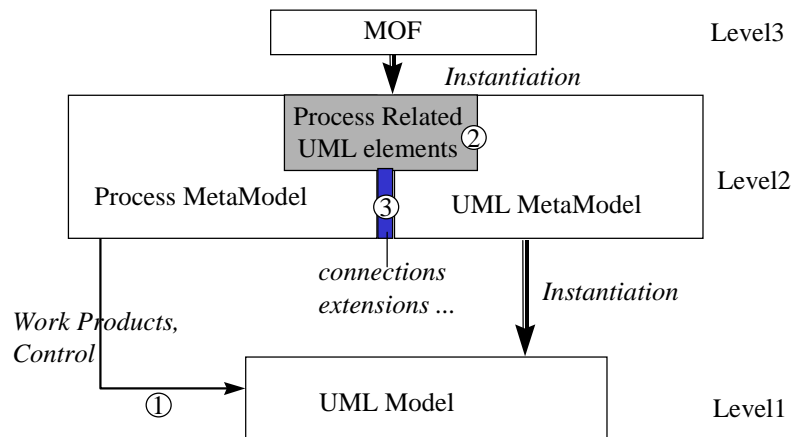 MOF
Level3
Instantiation
Process Related
UML elements
②
Level2
Process MetaModel
③
UML MetaModel
connections
extensions ...
Instantiation
Work Products,
Control
①
UML Model
Level1